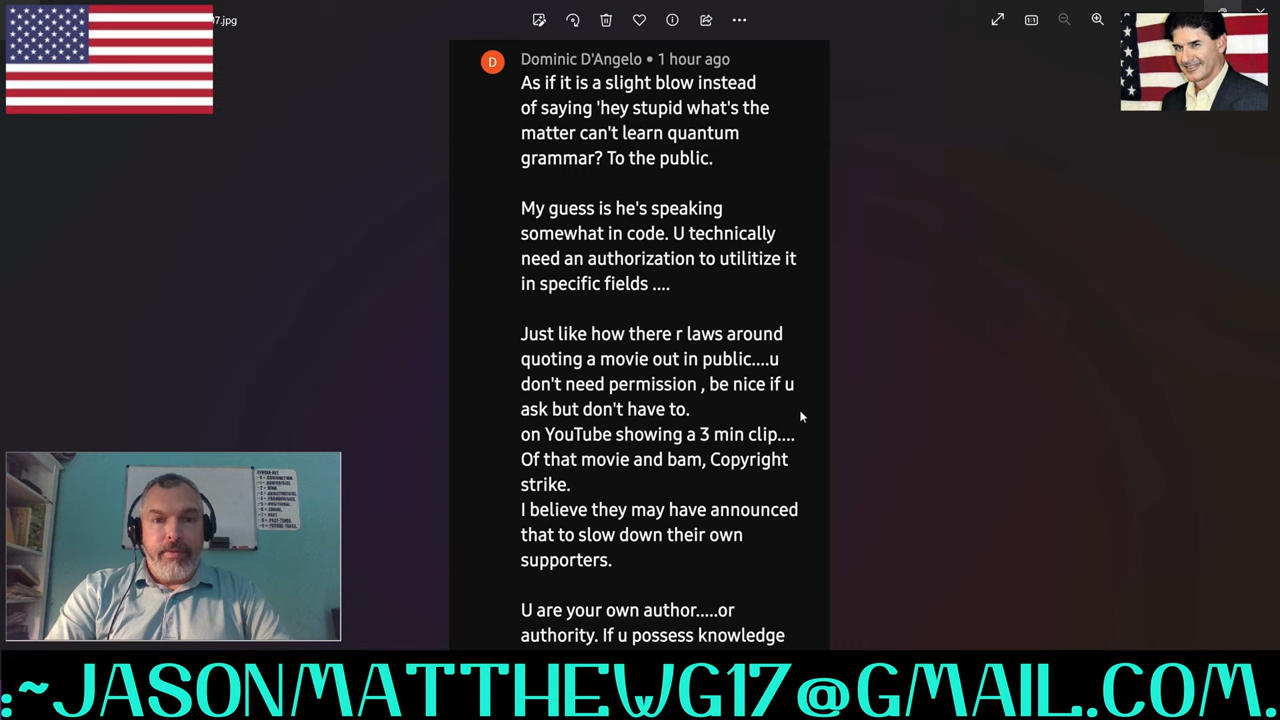 07.jpg
D
Dominic D'Angelo • 1 hour ago
As if it is a slight blow instead
of saying 'hey stupid what's the
matter can't learn quantum
grammar? To the public.
My guess is he's speaking
somewhat in code. U technically
need an authorization to utilitize it
in specific fields ....
Just like how there r laws around
quoting a movie out in public....u
don't need permission , be nice if u
ask but don't have to.
on YouTube showing a 3 min clip....
Of that movie and bam, Copyright
strike.
I believe they may have announced
that to slow down their own
supporters.
U are your own author.....or
authority. If u possess knowledge
:~JASONMATTHEWG17@GMAIL.COM.